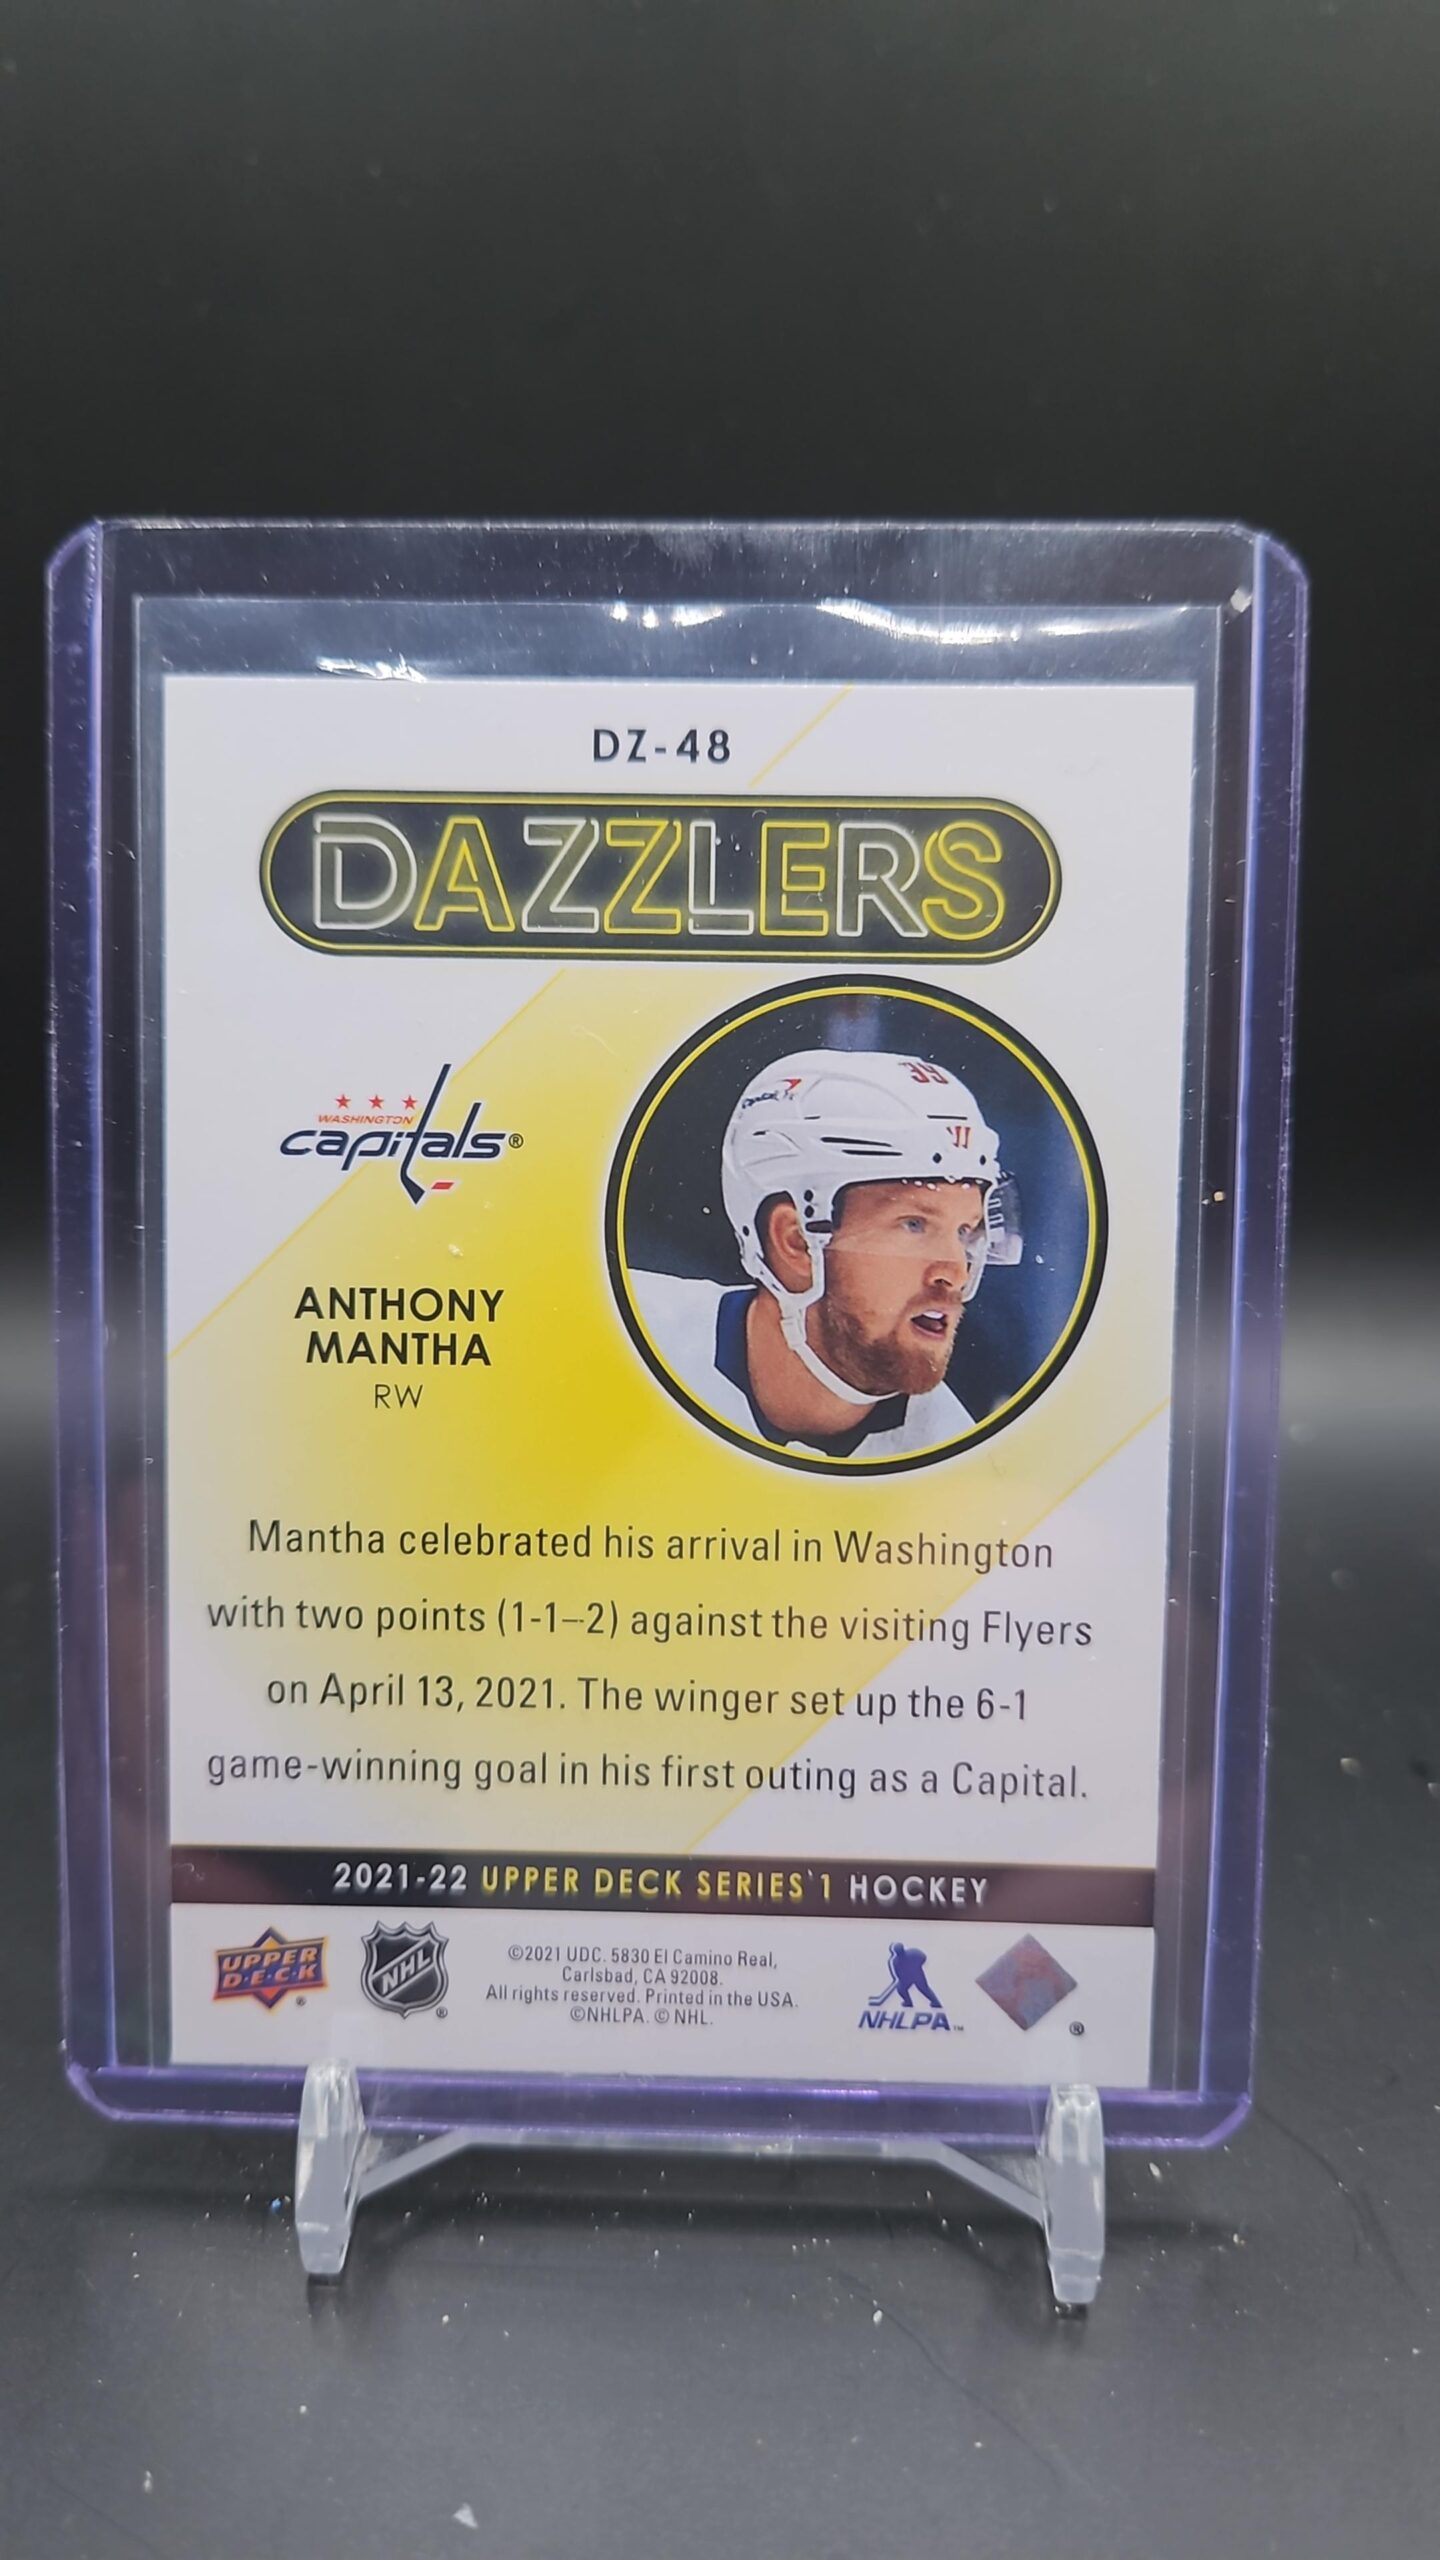 DZ-48
DAZZLERS
39
WASHINGTON
capitals®
ANTHONY
MANTHA
RW
Mantha celebrated his arrival in Washington
with two points (1-1–2) against the visiting Flyers
on April 13, 2021. The winger set up the 6-1
game-winning goal in his first outing as a Capital.
2021-22 UPPER DECK SERIES 1 HOCKEY
UPPER
D·E·C·K
®
NHL
®
©2021 UDC. 5830 El Camino Real,
Carlsbad, CA 92008.
All rights reserved. Printed in the USA.
©NHLPA. © NHL.
NHLPA™
®